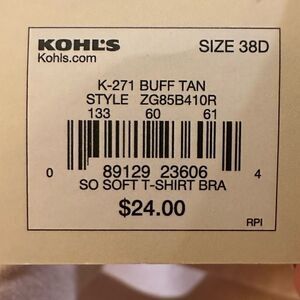 KOHL'S SIZE 38D
Kohls.com
K-271 BUFF TAN
STYLE ZG85B410R
133 60 61
0 89129 23606 4
SO SOFT T-SHIRT BRA
$24.00
RPI